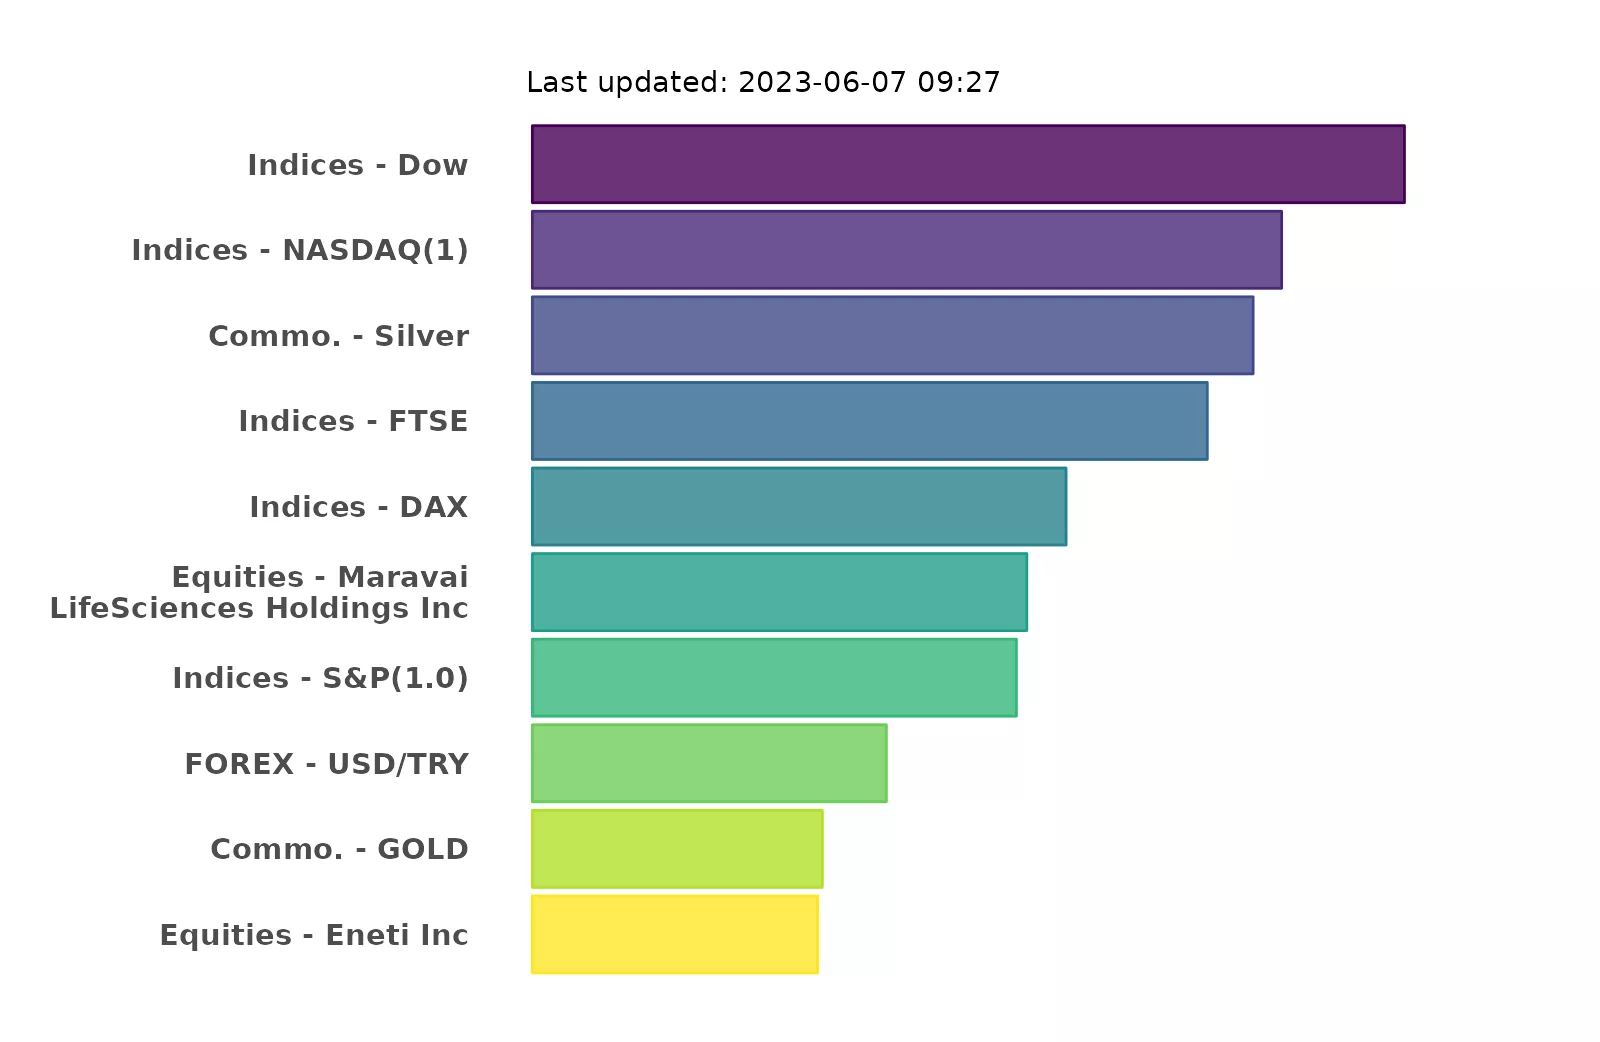 Last updated: 2023-06-07 09:27
Indices - Dow
Indices - NASDAQ(1)
Commo. - Silver
Indices - FTSE
Indices - DAX
Equities - Maravai
LifeSciences Holdings Inc
Indices - S&P(1.0)
FOREX - USD/TRY
Commo. - GOLD
Equities - Eneti Inc